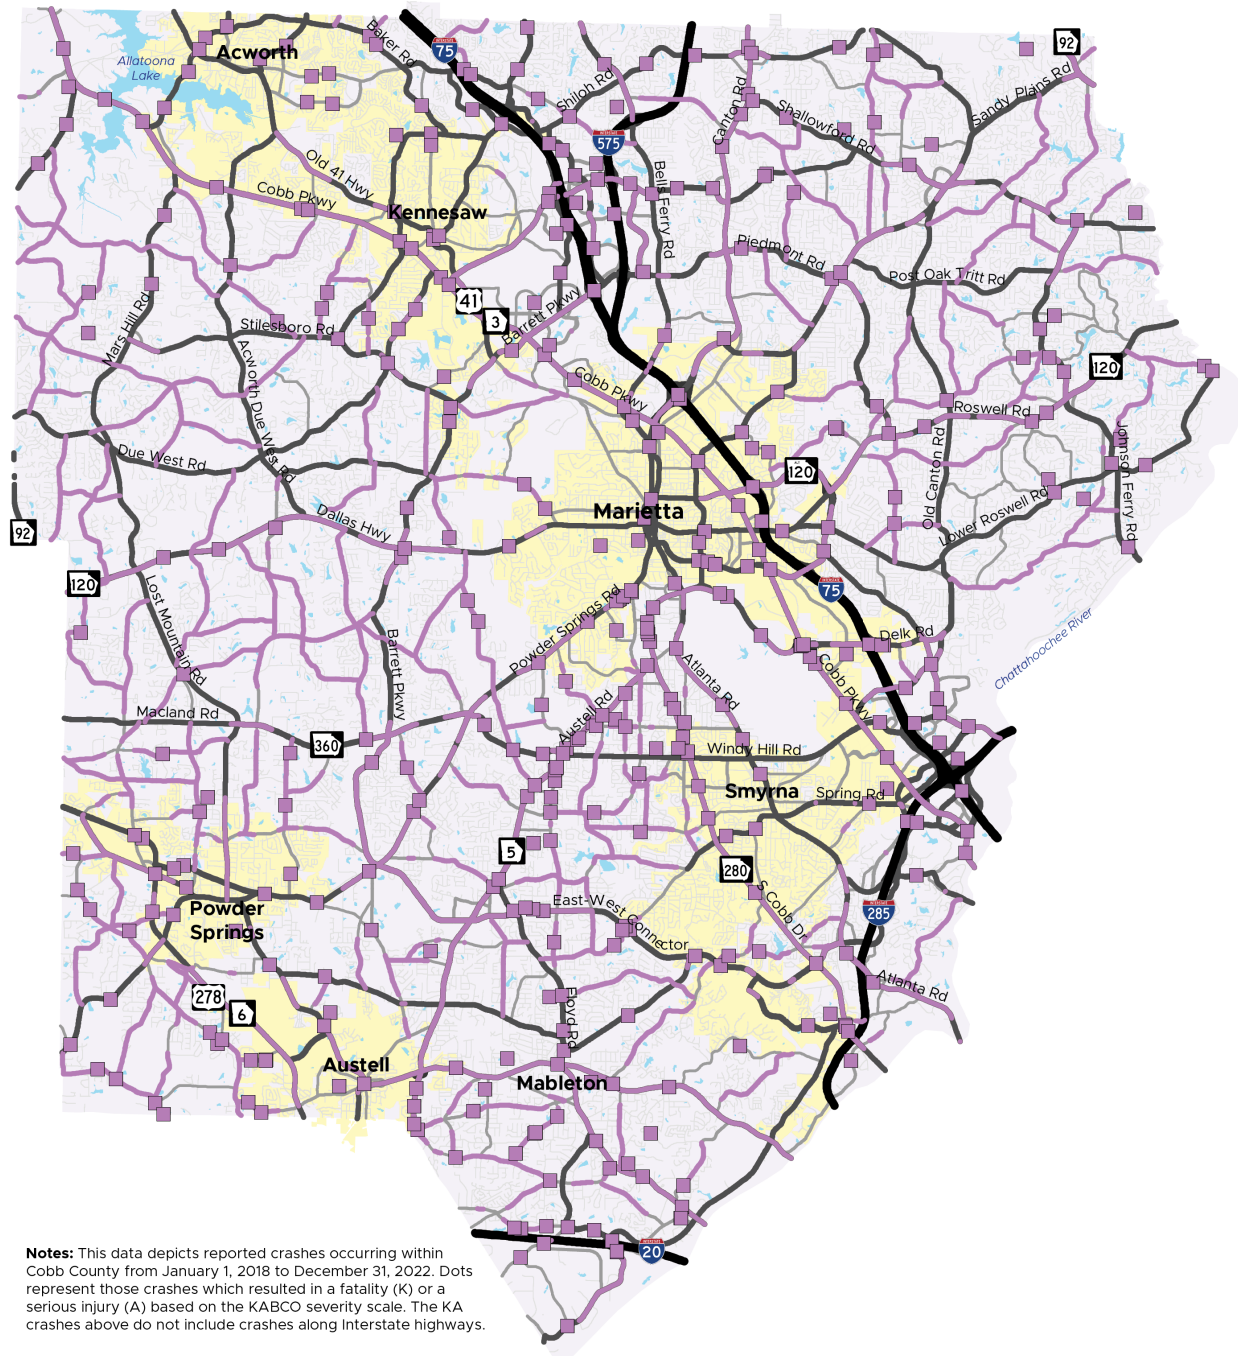 Baker Rd
75
92
Acworth
Allatoona
Lake
Shiloh Rd
Canton Rd
Sandy Plains Rd
Shallowford Rd
575
Old 41 Hwy
Cobb Pkwy
Bells Ferry Rd
Kennesaw
Piedmont Rd
Post Oak Tritt Rd
41
3
Barrett Pkwy
Mars Hill Rd
Stilesboro Rd
Acworth Due West Rd
120
Cobb Pkwy
Roswell Rd
Due West Rd
120
Old Canton Rd
Johnson Ferry Rd
Lower Roswell Rd
Marietta
92
Dallas Hwy
120
75
Lost Mountain Rd
Powder Springs Rd
Delk Rd
Chattahoochee River
Barrett Pkwy
Atlanta Rd
Cobb Pkwy
Macland Rd
Austell Rd
360
Windy Hill Rd
Smyrna
Spring Rd
5
280
S Cobb Dr
285
East-West Connector
Powder
Springs
Atlanta Rd
278
6
Floyd Rd
Austell
Mableton
20
Notes: This data depicts reported crashes occurring within
Cobb County from January 1, 2018 to December 31, 2022. Dots
represent those crashes which resulted in a fatality (K) or a
serious injury (A) based on the KABCO severity scale. The KA
crashes above do not include crashes along Interstate highways.